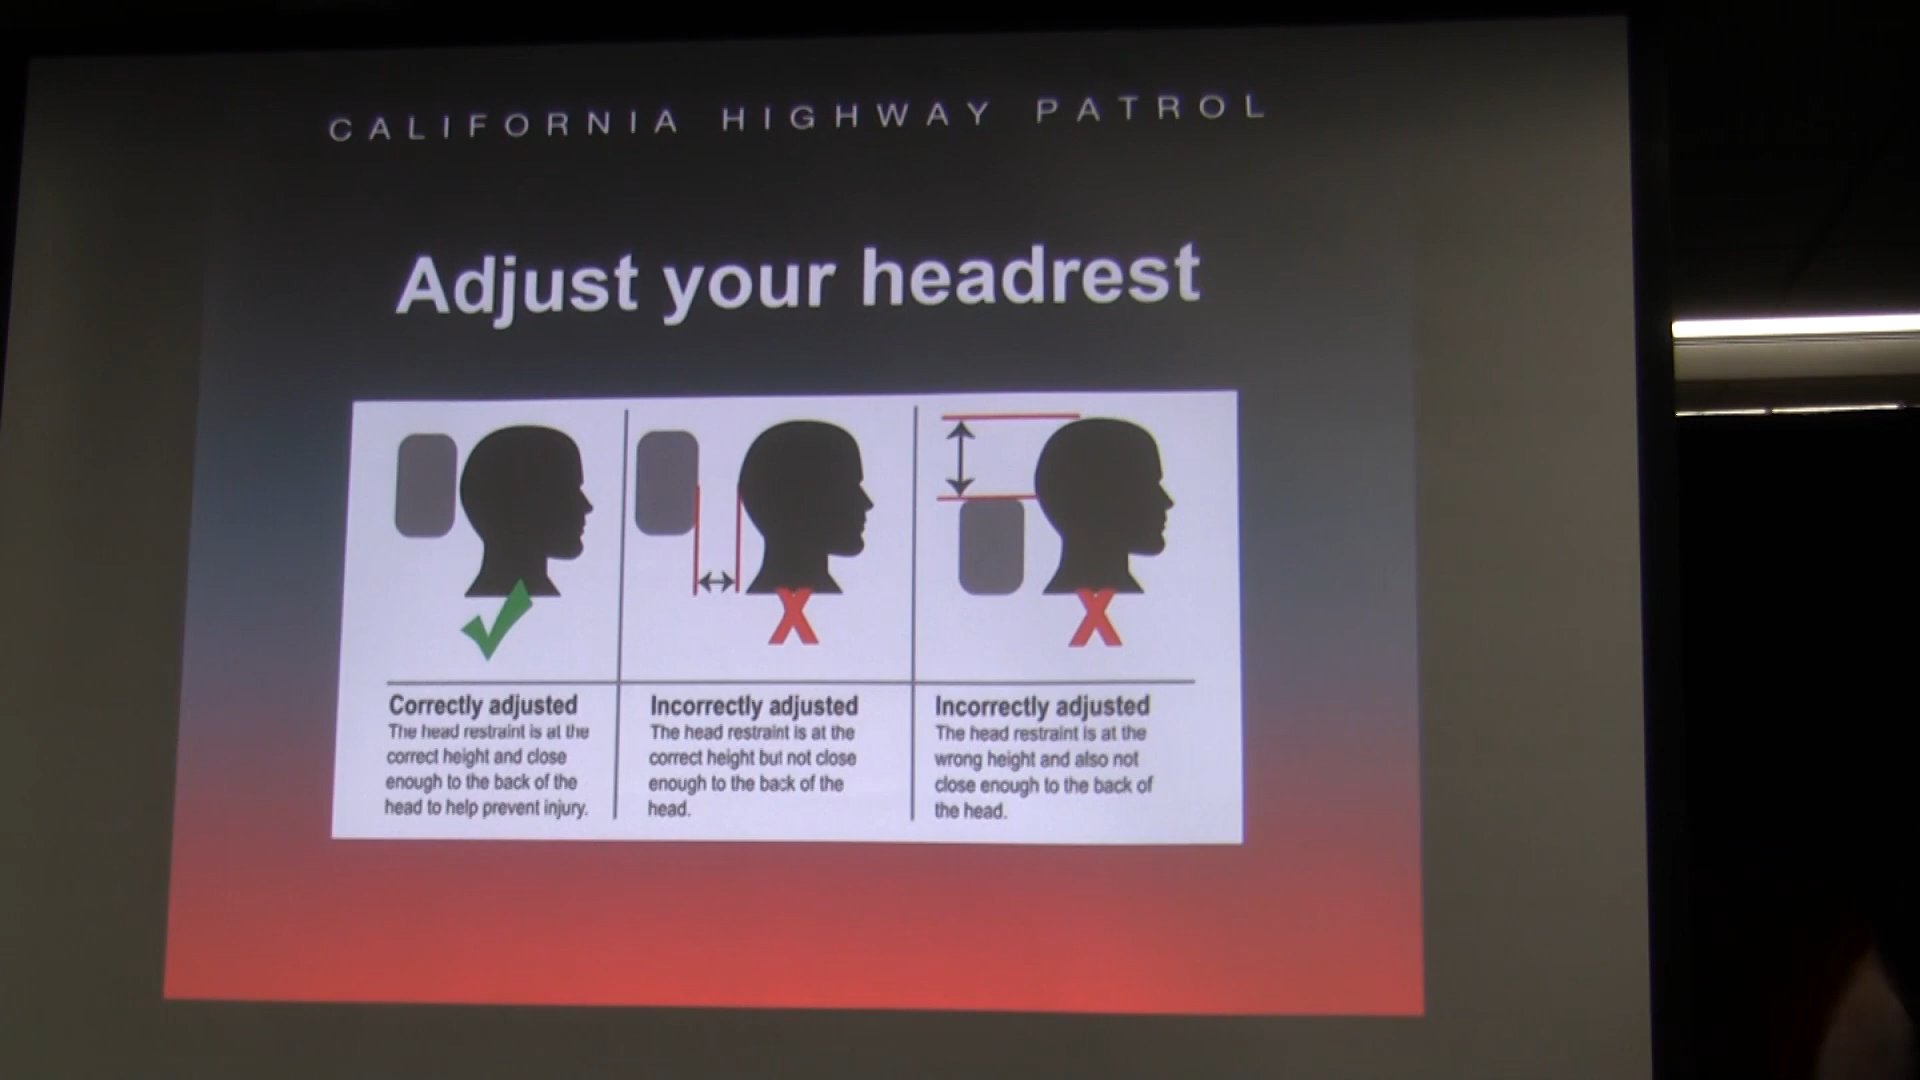 CALIFORNIA HIGHWAY PATROL
Adjust your headrest
Correctly adjusted
The head restraint is at the
correct height and close
enough to the back of the
head to help prevent injury.
Incorrectly adjusted
The head restraint is at the
correct height but not close
enough to the back of the
head.
Incorrectly adjusted
The head restraint is at the
wrong height and also not
close enough to the back of
the head.